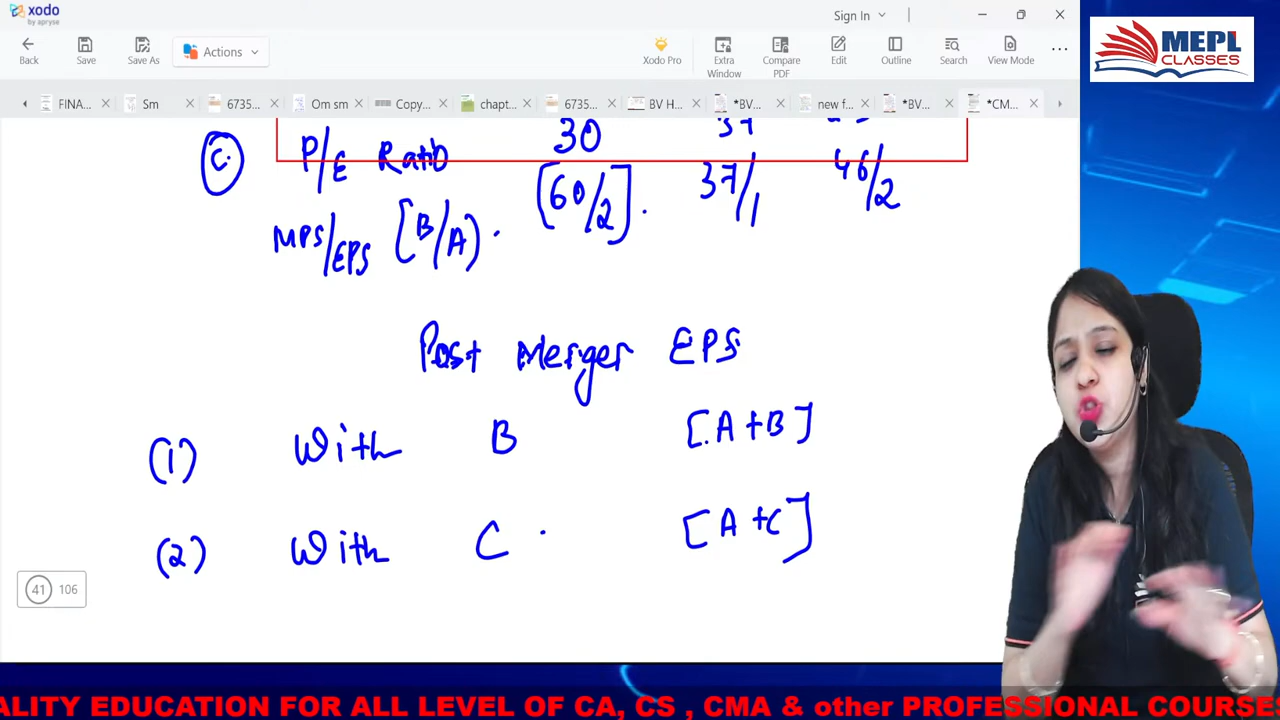 xodo
by apryse
Sign In
MEPL
CLASSES
Back
Save
Save As
Actions
Xodo Pro
Extra Window
Compare PDF
Edit
Outline
Search
View Mode
FINA...
Sm
6735...
Om sm
Copy...
chapt...
6735...
BV H...
*BV...
new f...
*BV...
*CM...
C. P/E Ratio 30 37
MPS/EPS (B/A). [60/2]. 37/1 46/2
Post Merger EPS
(1) With B [A+B]
(2) With C [A+C]
41 106
ALITY EDUCATION FOR ALL LEVEL OF CA, CS , CMA & other PROFESSIONAL COURSES